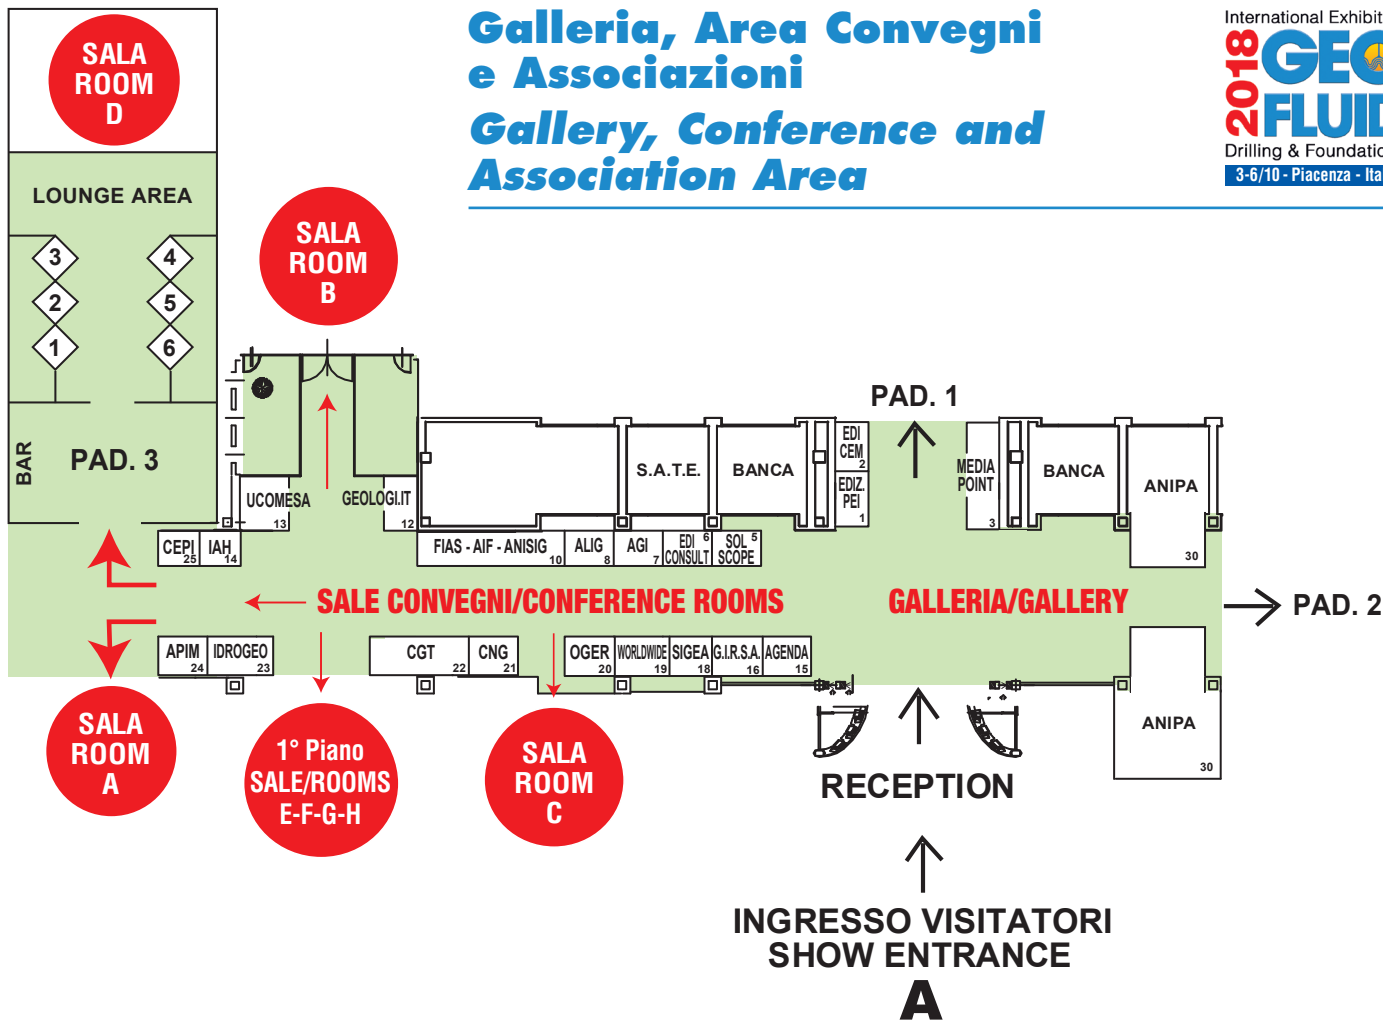 Galleria, Area Convegni
e Associazioni
Gallery, Conference and
Association Area
International Exhibit
2018
GEO
FLUID
Drilling & Foundatio
3-6/10 - Piacenza - Ita
SALA
ROOM
D
LOUNGE AREA
3
4
2
5
1
6
BAR
PAD. 3
SALA
ROOM
B
PAD. 1
UCOMESA
13
GEOLOGI.IT
12
S.A.T.E.
BANCA
EDI
CEM
2
EDIZ.
PEI
1
MEDIA
POINT
3
BANCA
ANIPA
30
CEPI
25
IAH
14
FIAS - AIF - ANISIG
10
ALIG
8
AGI
7
EDI
CONSULT
6
SOL
SCOPE
5
SALE CONVEGNI/CONFERENCE ROOMS
GALLERIA/GALLERY
PAD. 2
APIM
24
IDROGEO
23
CGT
22
CNG
21
OGER
20
WORLDWIDE
19
SIGEA
18
G.I.R.S.A.
16
AGENDA
15
ANIPA
30
SALA
ROOM
A
1° Piano
SALE/ROOMS
E-F-G-H
SALA
ROOM
C
RECEPTION
INGRESSO VISITATORI
SHOW ENTRANCE
A